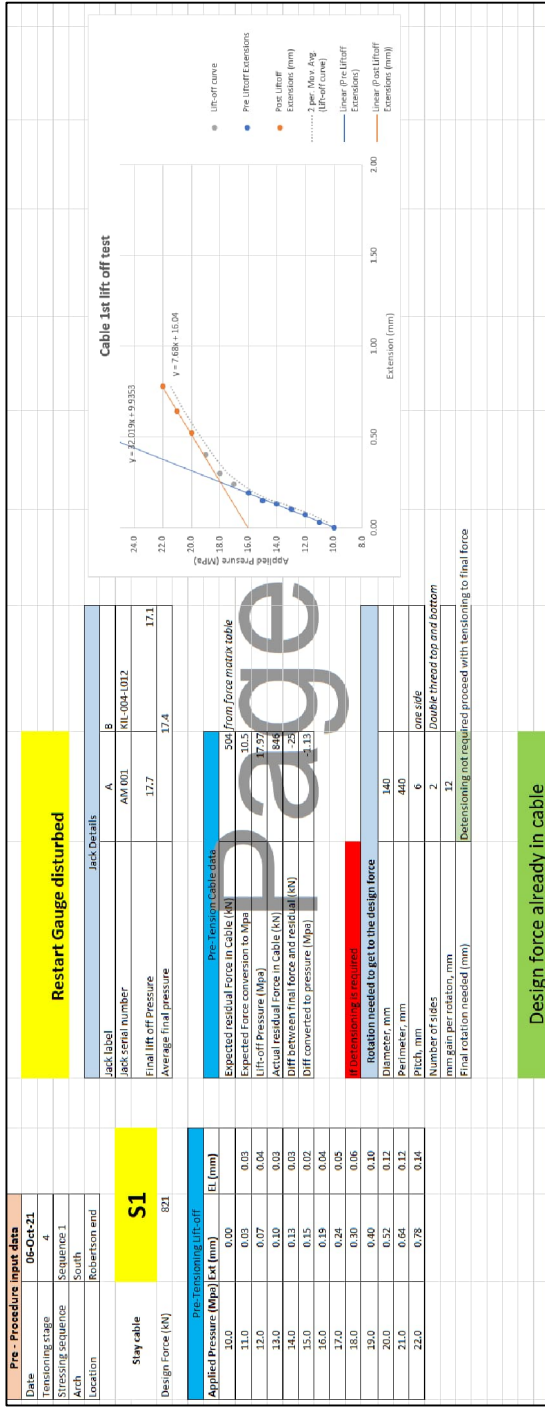 Pre - Procedure input data
Date 06-Oct-21
Tensioning stage 4
Stressing sequence Sequence 1
Arch South
Location Robertson end
Stay cable S1
Design Force (kN) 821
Pre-Tensioning Lift-off
Applied Pressure (Mpa) Ext (mm) EL (mm)
10.0 0.00
11.0 0.03 0.03
12.0 0.07 0.04
13.0 0.10 0.03
14.0 0.13 0.03
15.0 0.15 0.02
16.0 0.19 0.04
17.0 0.24 0.05
18.0 0.30 0.06
19.0 0.40 0.10
20.0 0.52 0.12
21.0 0.64 0.12
22.0 0.78 0.14
Restart Gauge disturbed
Jack Details
Jack label A B
Jack serial number AM 001 KIL-004-L012
Final lift off Pressure 17.7 17.1
Average final pressure 17.4
Pre-Tension Cable data
Expected residual Force in Cable (kN) 504 from force matrix table
Expected Force conversion to Mpa 10.5
Lift-off Pressure (Mpa) 17.97
Actual residual Force in Cable (kN) 846
Diff between final force and residual (kN) -25
Diff converted to pressure (Mpa) -1.13
If Detensioning is required
Rotation needed to get to the design force
Diameter, mm 140
Perimeter, mm 440
Pitch, mm 6 one side
Number of sides 2 Double thread top and bottom
mm gain per rotaton, mm 12
Final rotation needed (mm) Detensioning not required proceed with tensioning to final force
Design force already in cable
Page
Cable 1st lift off test
y = 32.019x + 9.9353
y = 7.68x + 16.04
Applied Presure (MPa)
24.0
22.0
20.0
18.0
16.0
14.0
12.0
10.0
8.0
0.00 0.50 1.00 1.50 2.00
Extension (mm)
Lift-off curve
Pre Liftoff Extensions
Post Liftoff
Extensions (mm)
2 per. Mov. Avg.
(Lift-off curve)
Linear (Pre Liftoff
Extensions)
Linear (Post Liftoff
Extensions (mm))